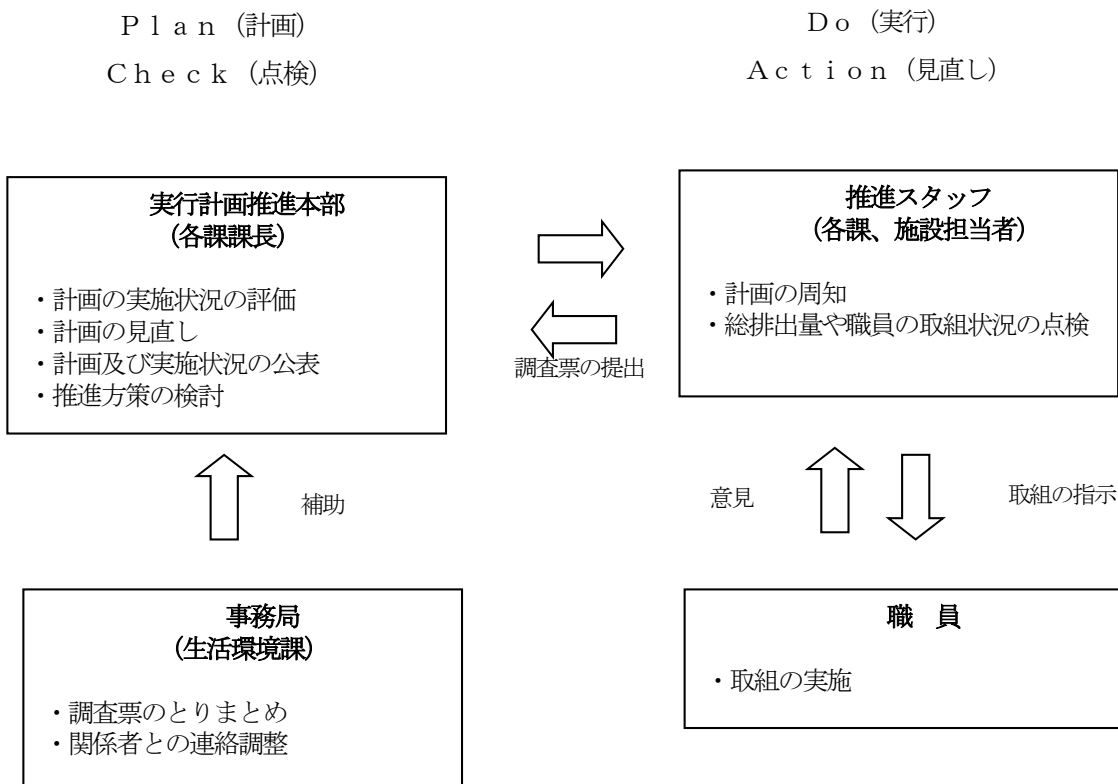 Ｐｌａｎ（計画）
Ｃｈｅｃｋ（点検）
Ｄｏ（実行）
Ａｃｔｉｏｎ（見直し）
実行計画推進本部
（各課課長）
・計画の実施状況の評価
・計画の見直し
・計画及び実施状況の公表
・推進方策の検討
調査票の提出
推進スタッフ
（各課、施設担当者）
・計画の周知
・総排出量や職員の取組状況の点検
補助
意見
取組の指示
事務局
（生活環境課）
・調査票のとりまとめ
・関係者との連絡調整
職　員
・取組の実施